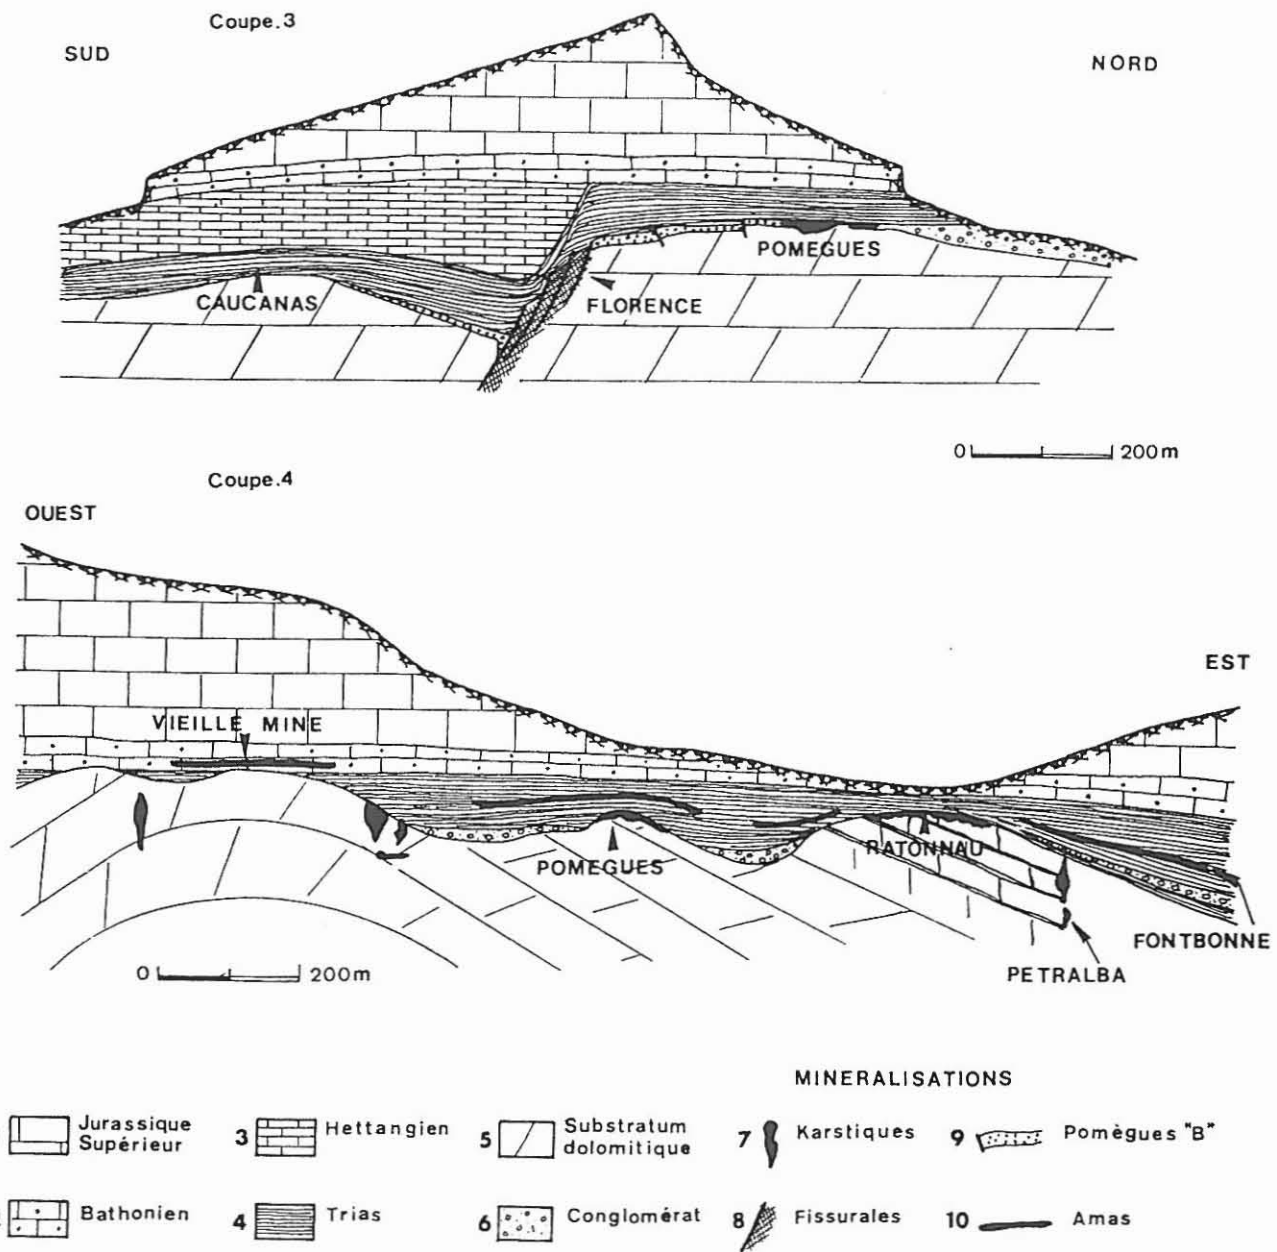 Coupe.3
SUD
NORD
POMEGUES
CAUCANAS
FLORENCE
0 200m
Coupe.4
OUEST
EST
VIEILLE MINE
RATONNAU
POMEGUES
FONTBONNE
PETRALBA
0 200m
MINERALISATIONS
Jurassique
Supérieur
3 Hettangien
5 Substratum
dolomitique
7 Karstiques
9 Pomègues "B"
Bathonien
4 Trias
6 Conglomérat
8 Fissurales
10 Amas